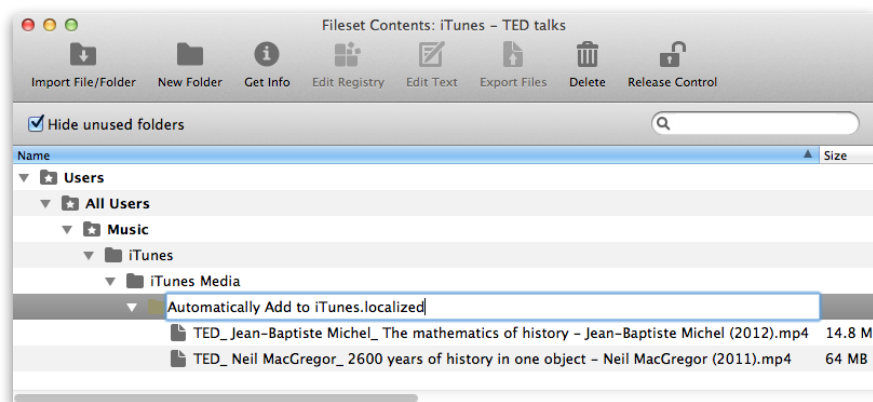 Fileset Contents: iTunes – TED talks
Import File/Folder New Folder Get Info Edit Registry Edit Text Export Files Delete Release Control
Hide unused folders
Name Size
Users
All Users
Music
iTunes
iTunes Media
Automatically Add to iTunes.localized
TED_ Jean-Baptiste Michel_ The mathematics of history – Jean-Baptiste Michel (2012).mp4 14.8 M
TED_ Neil MacGregor_ 2600 years of history in one object – Neil MacGregor (2011).mp4 64 MB